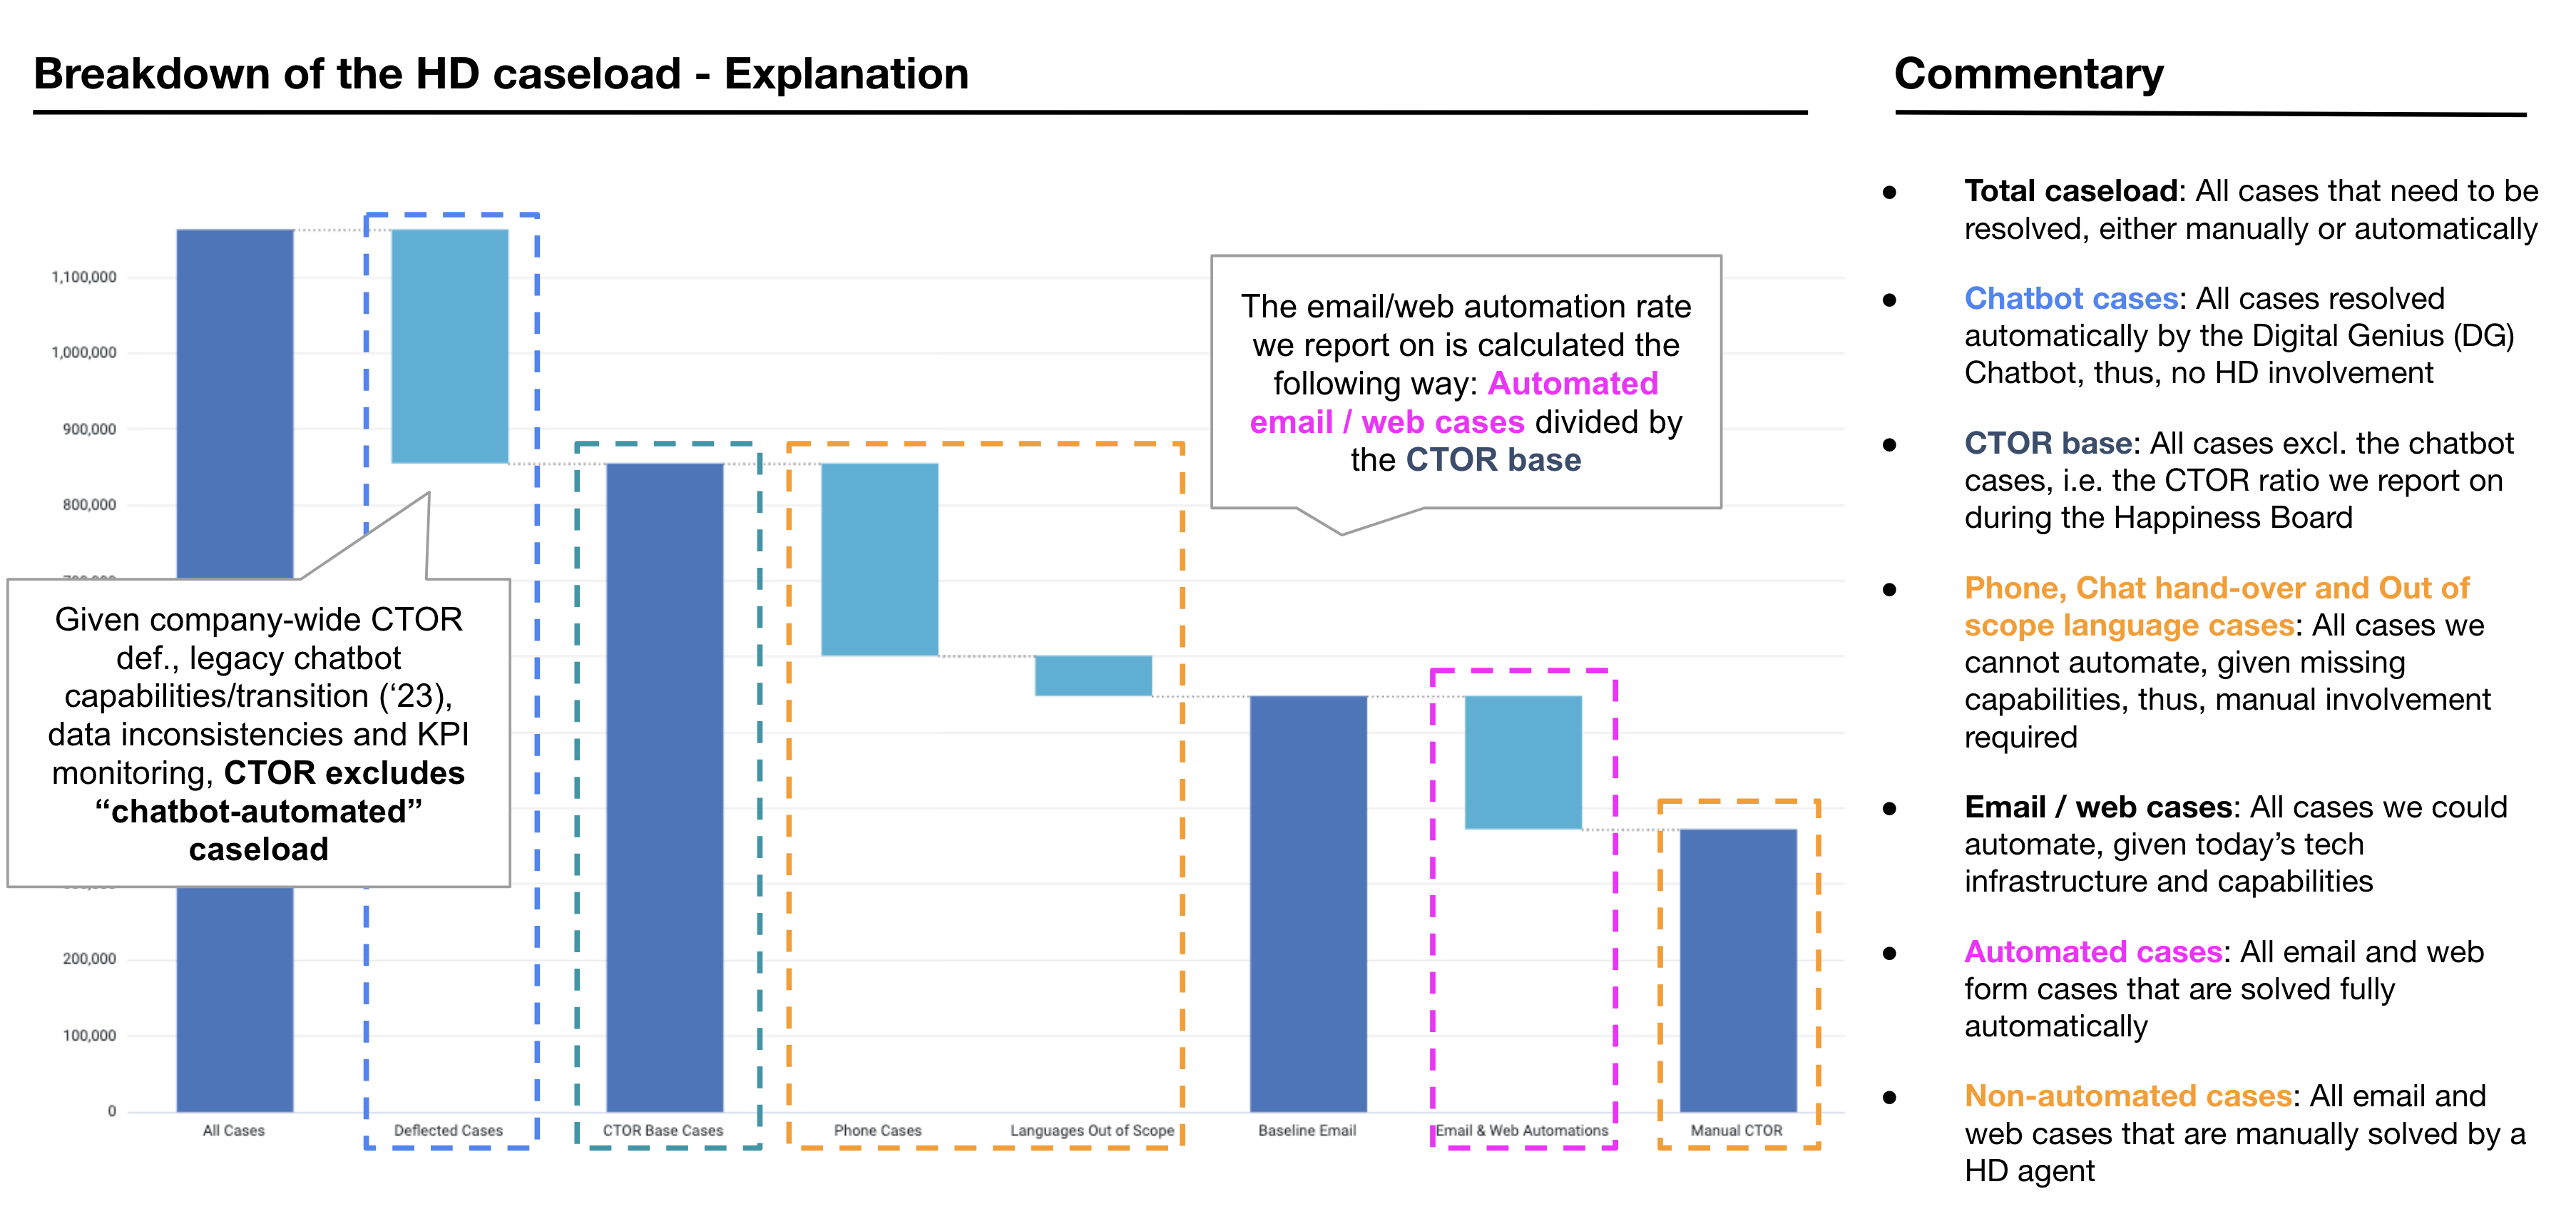 Breakdown of the HD caseload - Explanation
1,100,000
1,000,000
900,000
800,000
200,000
100,000
0
All Cases
Deflected Cases
CTOR Base Cases
Phone Cases
Languages Out of Scope
Baseline Email
Email & Web Automations
Manual CTOR
Given company-wide CTOR
def., legacy chatbot
capabilities/transition (‘23),
data inconsistencies and KPI
monitoring, CTOR excludes
“chatbot-automated”
caseload
The email/web automation rate
we report on is calculated the
following way: Automated
email / web cases divided by
the CTOR base
Commentary
● Total caseload: All cases that need to be
resolved, either manually or automatically
● Chatbot cases: All cases resolved
automatically by the Digital Genius (DG)
Chatbot, thus, no HD involvement
● CTOR base: All cases excl. the chatbot
cases, i.e. the CTOR ratio we report on
during the Happiness Board
● Phone, Chat hand-over and Out of
scope language cases: All cases we
cannot automate, given missing
capabilities, thus, manual involvement
required
● Email / web cases: All cases we could
automate, given today’s tech
infrastructure and capabilities
● Automated cases: All email and web
form cases that are solved fully
automatically
● Non-automated cases: All email and
web cases that are manually solved by a
HD agent